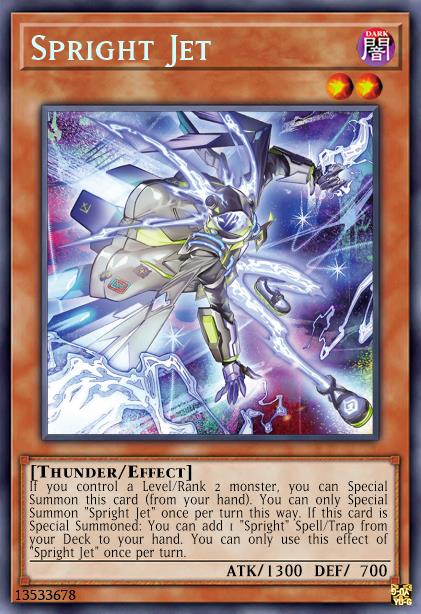 Spright Jet
DARK
闇
[Thunder/Effect]
If you control a Level/Rank 2 monster, you can Special
Summon this card (from your hand). You can only Special
Summon "Spright Jet" once per turn this way. If this card is
Special Summoned: You can add 1 "Spright" Spell/Trap from
your Deck to your hand. You can only use this effect of
"Spright Jet" once per turn.
ATK/1300 DEF/ 700
13533678